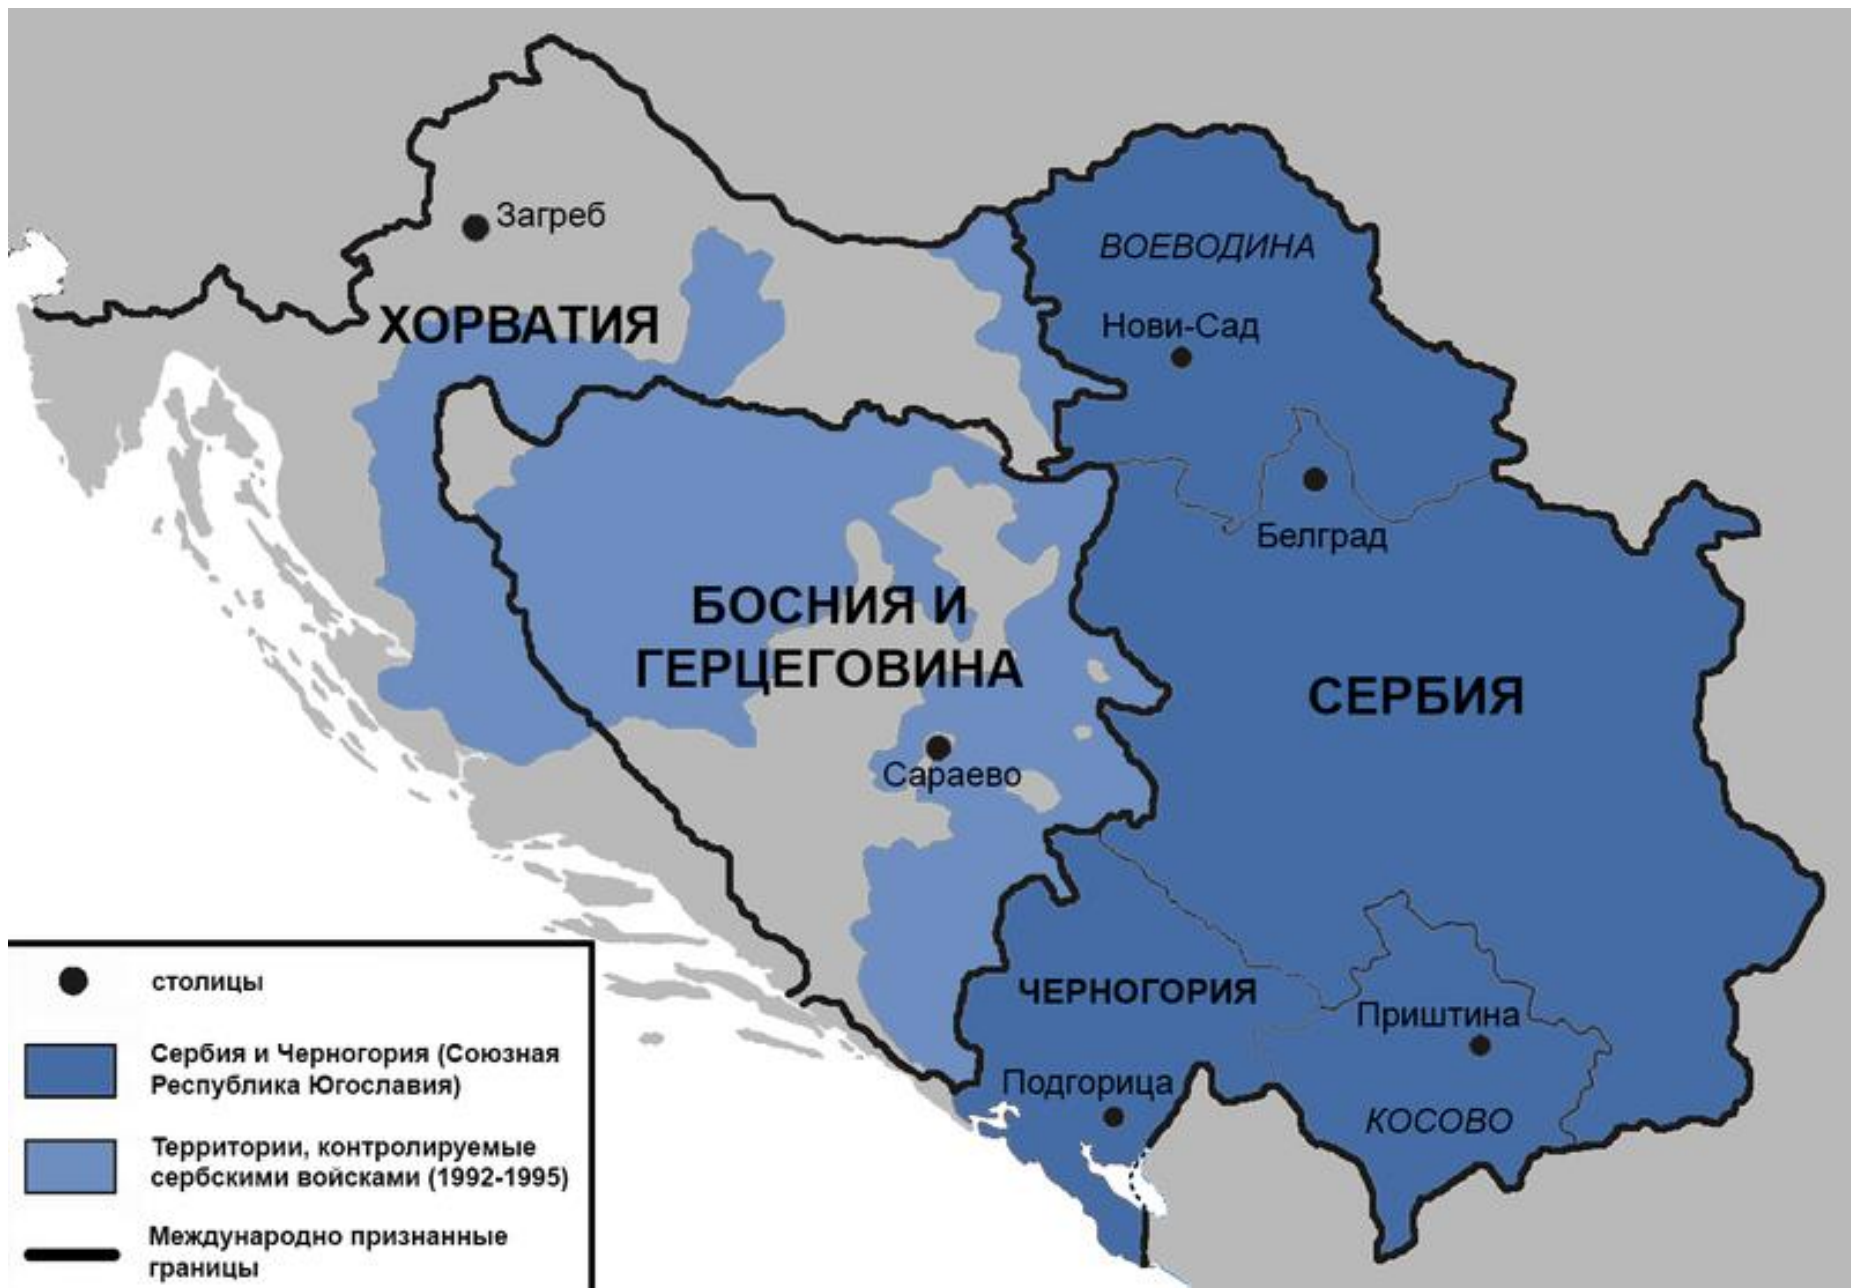 Загреб
ВОЕВОДИНА
ХОРВАТИЯ
Нови-Сад
Белград
БОСНИЯ И
ГЕРЦЕГОВИНА
СЕРБИЯ
Сараево
ЧЕРНОГОРИЯ
Приштина
Подгорица
КОСОВО
столицы
Сербия и Черногория (Союзная
Республика Югославия)
Территории, контролируемые
сербскими войсками (1992-1995)
Международно признанные
границы